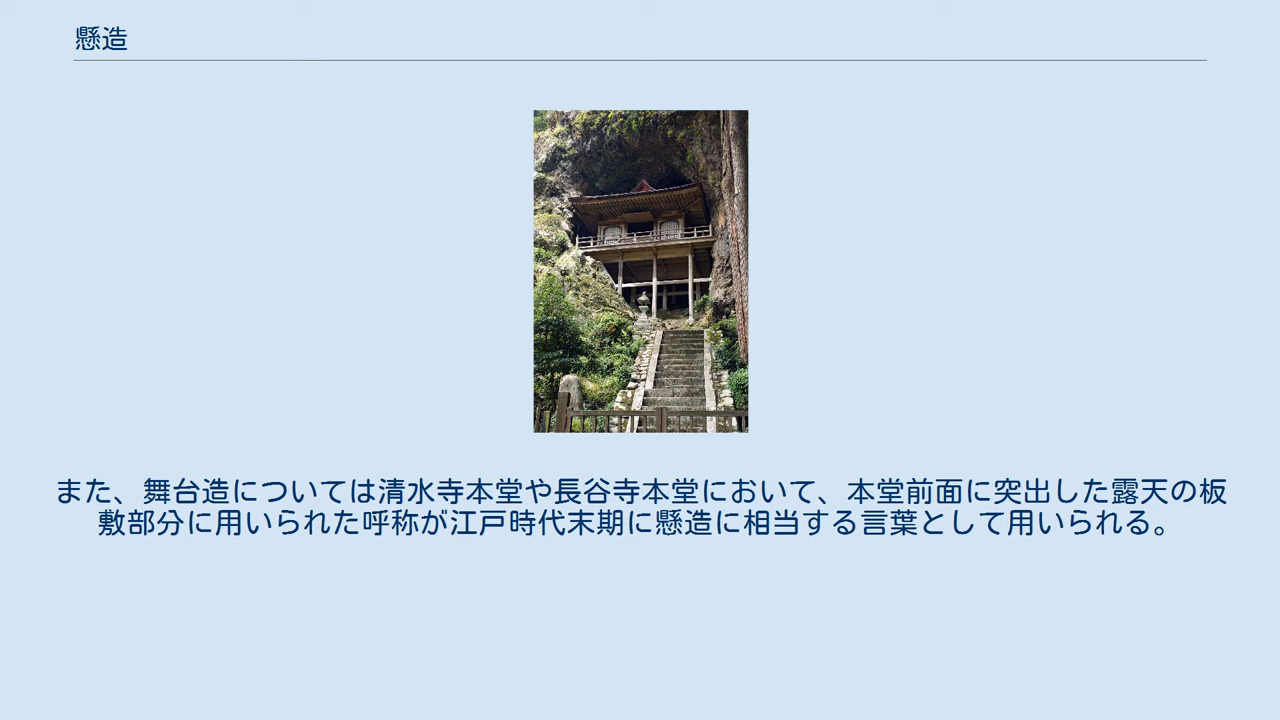 懸造
また、舞台造については清水寺本堂や長谷寺本堂において、本堂前面に突出した露天の板
敷部分に用いられた呼称が江戸時代末期に懸造に相当する言葉として用いられる。